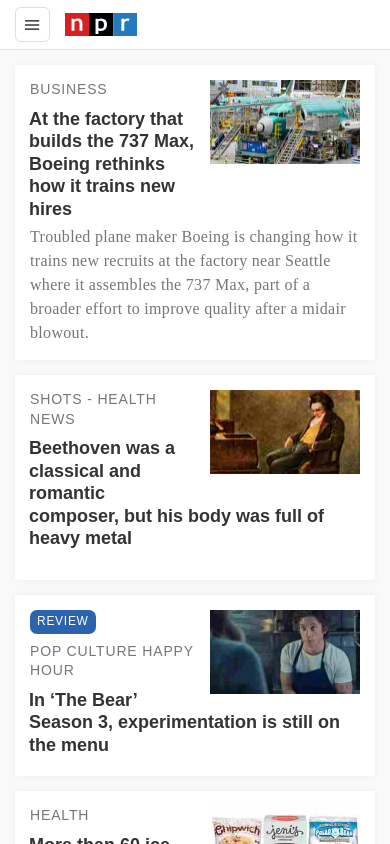 npr
BUSINESS
At the factory that
builds the 737 Max,
Boeing rethinks
how it trains new
hires
Troubled plane maker Boeing is changing how it
trains new recruits at the factory near Seattle
where it assembles the 737 Max, part of a
broader effort to improve quality after a midair
blowout.
SHOTS - HEALTH
NEWS
Beethoven was a
classical and
romantic
composer, but his body was full of
heavy metal
REVIEW
POP CULTURE HAPPY
HOUR
In ‘The Bear’
Season 3, experimentation is still on
the menu
HEALTH
More than 60 ice
Chipwich
jeni's
POLAR BEAR